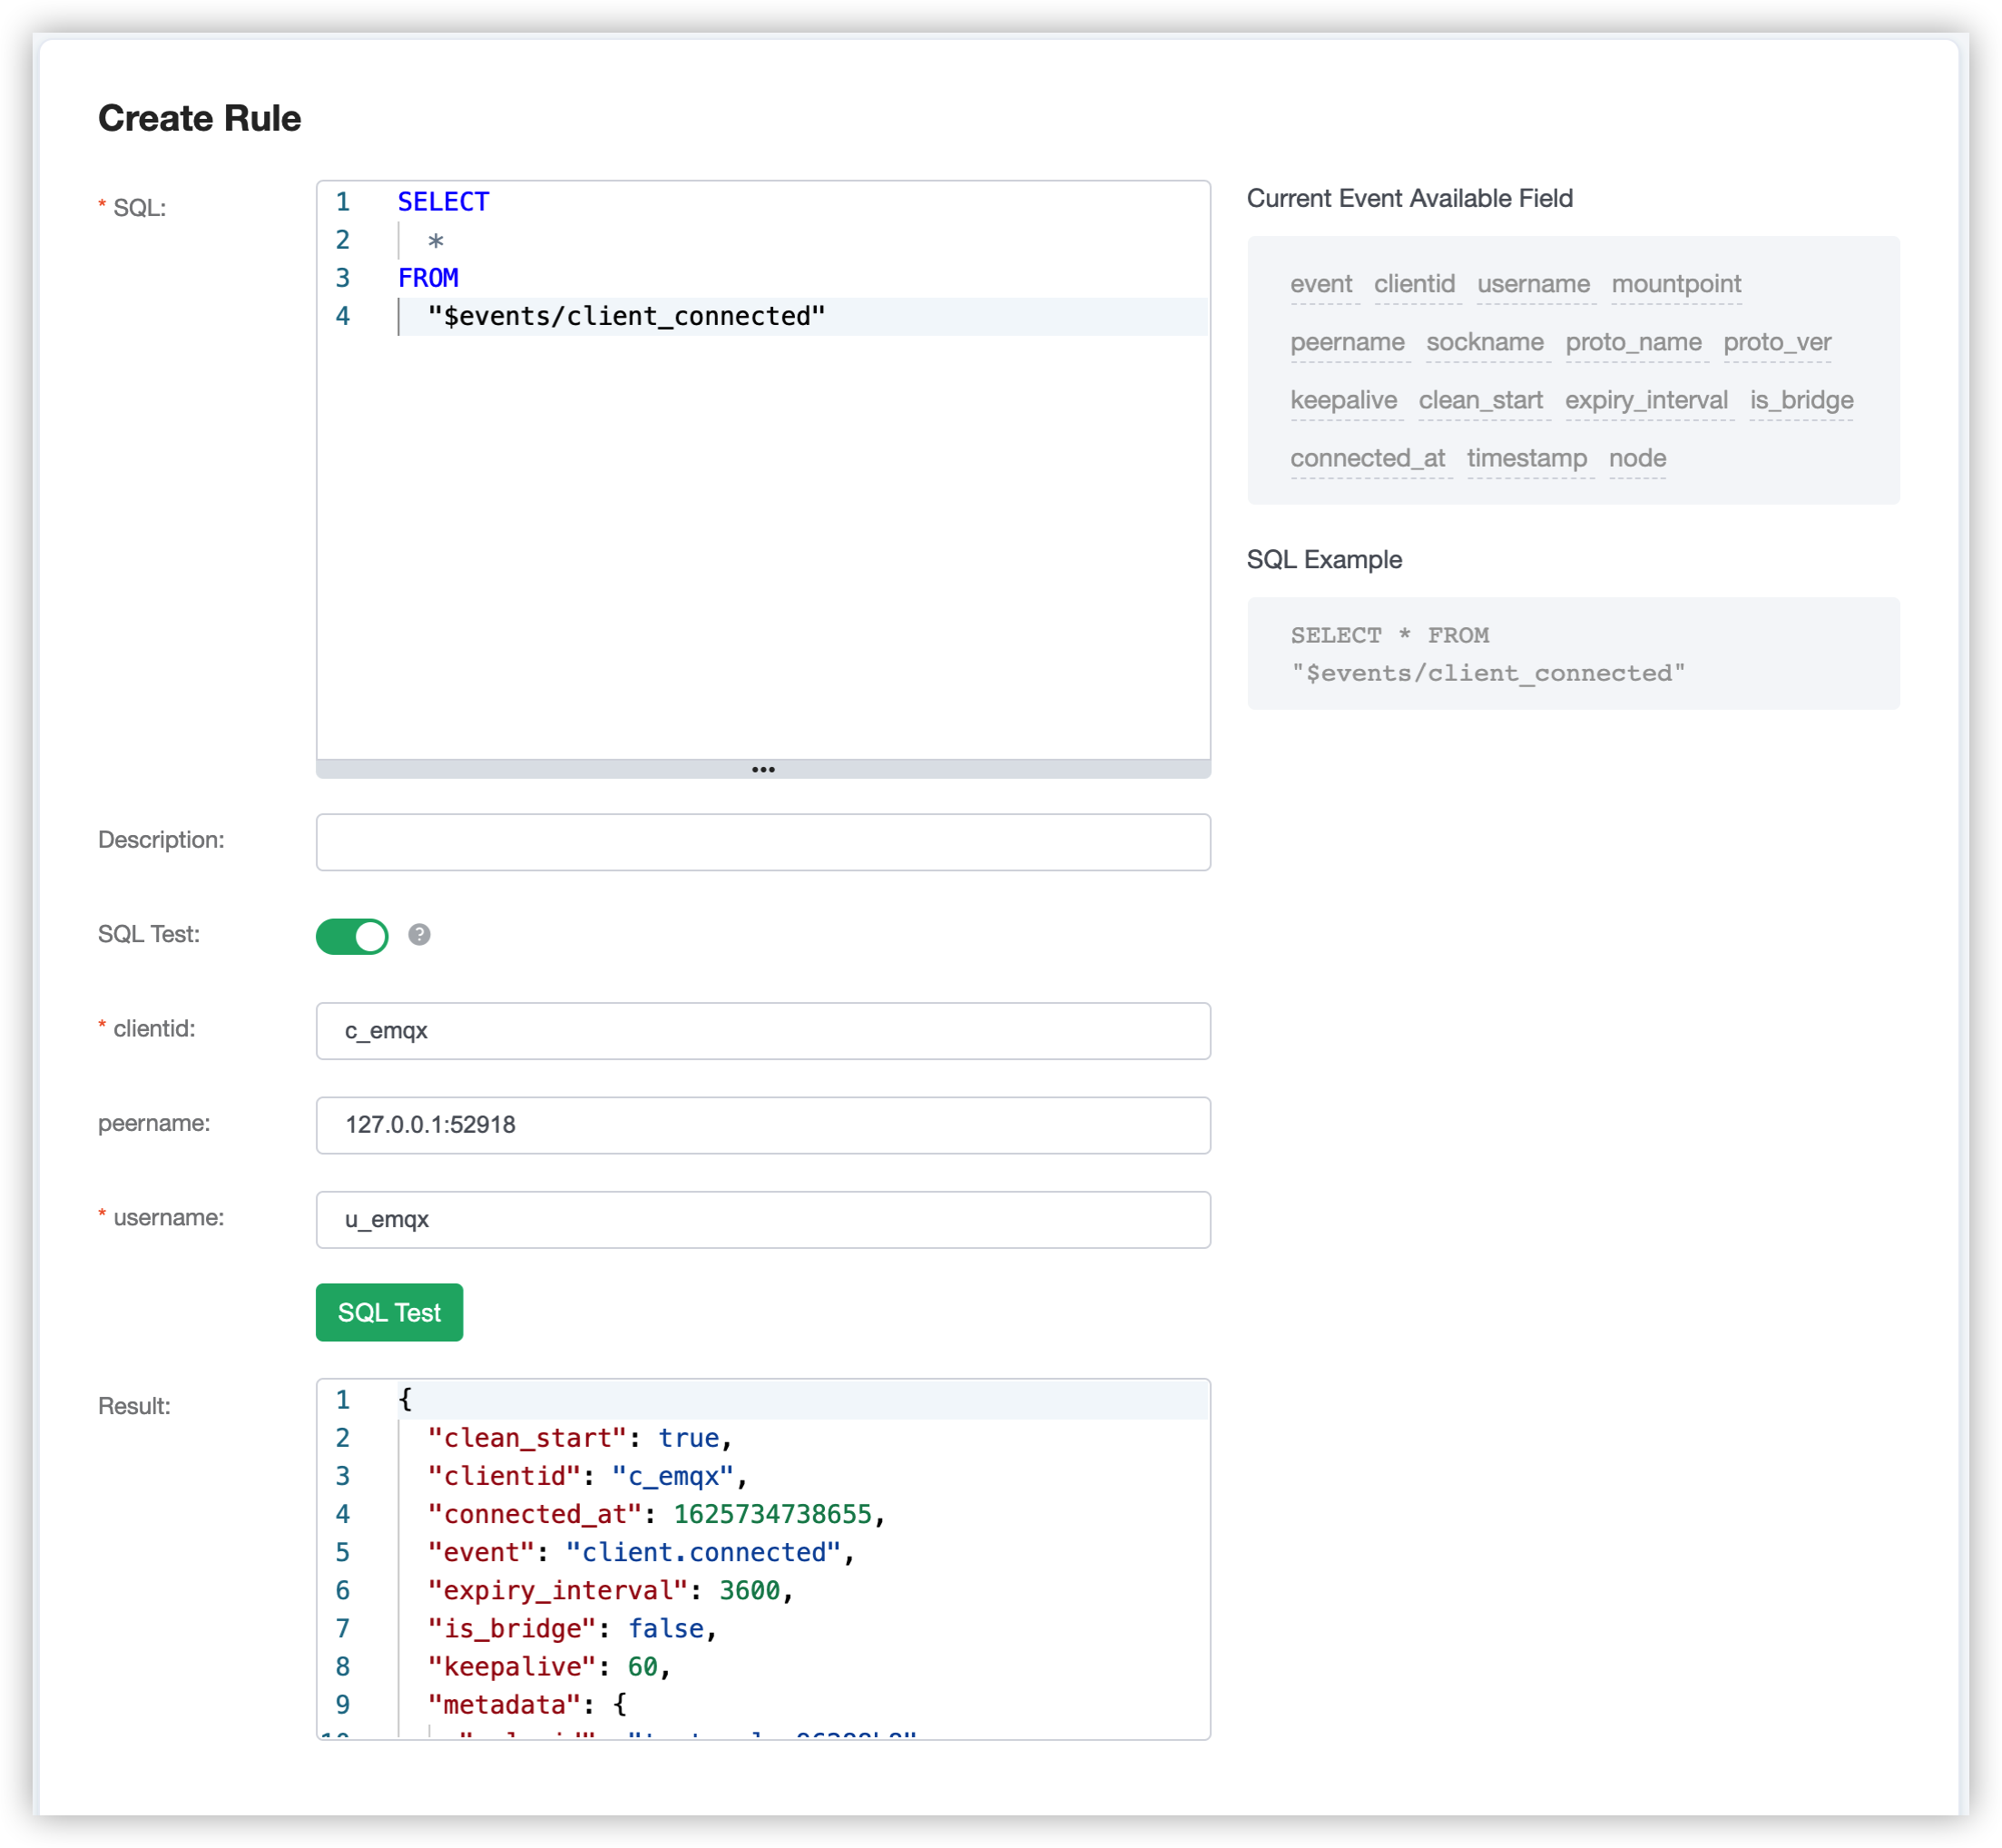 Create Rule
* SQL:
1 SELECT
2 *
3 FROM
4 "$events/client_connected"
Current Event Available Field
event clientid username mountpoint
peername sockname proto_name proto_ver
keepalive clean_start expiry_interval is_bridge
connected_at timestamp node
SQL Example
SELECT * FROM
"$events/client_connected"
Description:
SQL Test:
* clientid:
c_emqx
peername:
127.0.0.1:52918
* username:
u_emqx
SQL Test
Result:
1 {
2 "clean_start": true,
3 "clientid": "c_emqx",
4 "connected_at": 1625734738655,
5 "event": "client.connected",
6 "expiry_interval": 3600,
7 "is_bridge": false,
8 "keepalive": 60,
9 "metadata": {